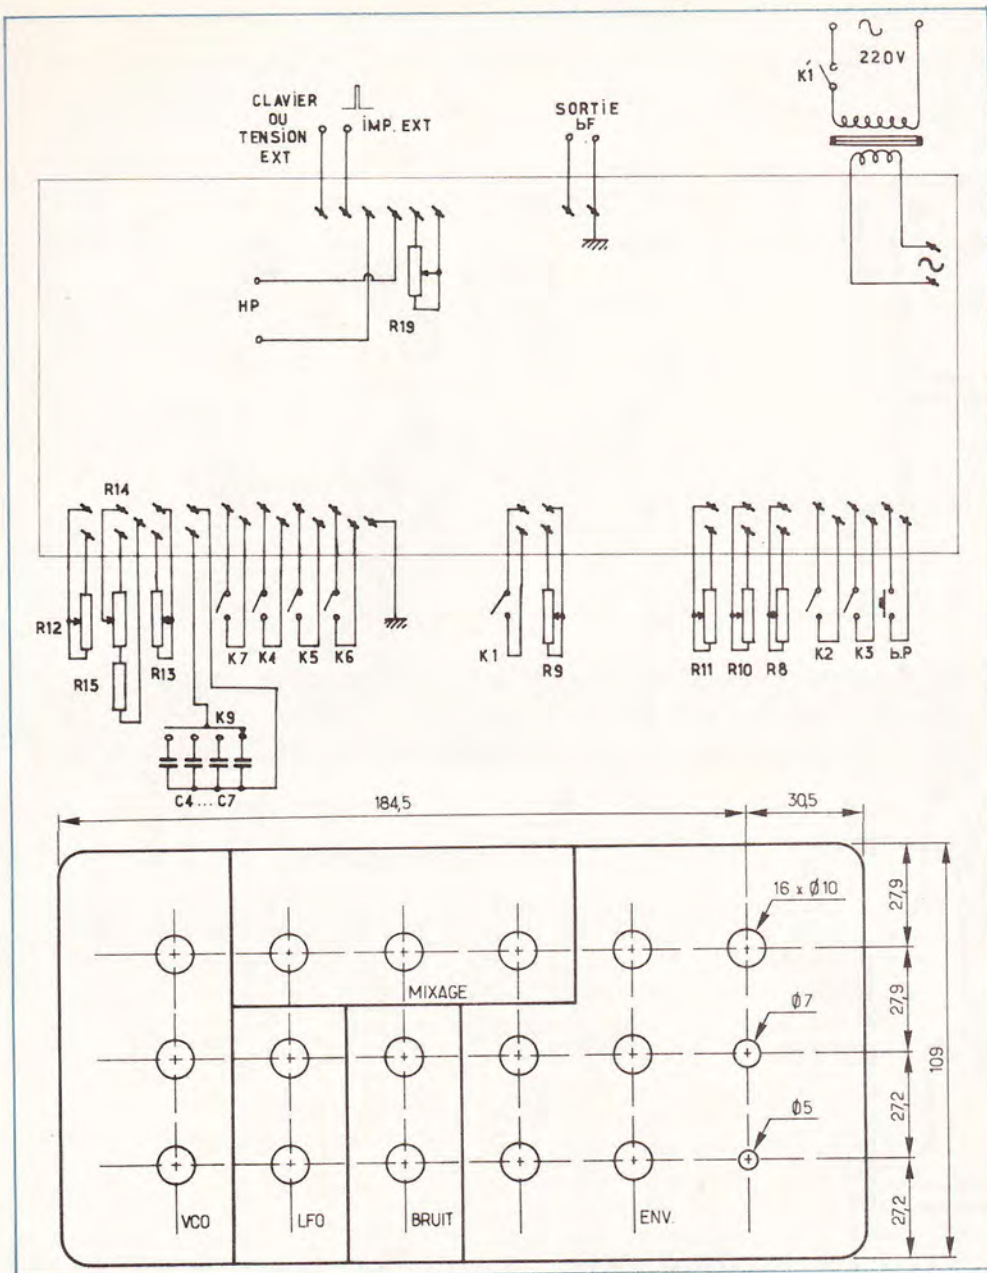 220V
K'1
CLAVIER
OU
TENSION
EXT
IMP. EXT
SORTIE
bF
HP
R19
R14
R12
R15
R13
K7
K4
K5
K6
K1
R9
R11
R10
R8
K2
K3
b.P
K9
C4...C7
184,5
30,5
16 x Ø10
27,9
MIXAGE
Ø7
27,9
109
Ø5
27,2
27,2
VCO
LFO
BRUIT
ENV.